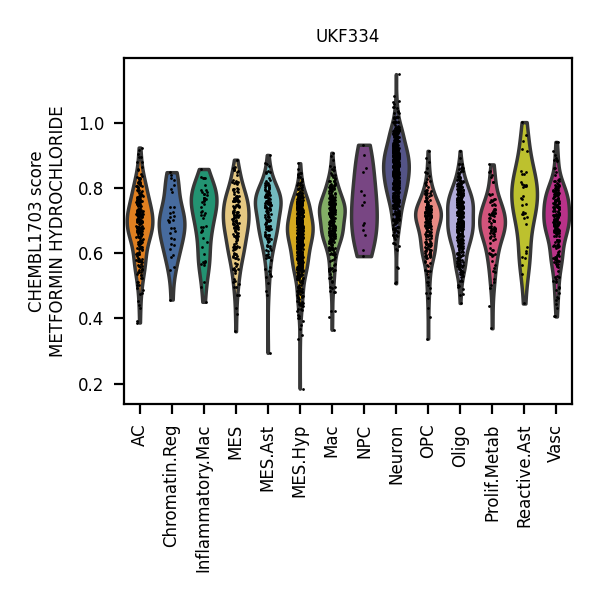 UKF334
CHEMBL1703 score
METFORMIN HYDROCHLORIDE
1.0
0.8
0.6
0.4
0.2
AC
Chromatin.Reg
Inflammatory.Mac
MES
MES.Ast
MES.Hyp
Mac
NPC
Neuron
OPC
Oligo
Prolif.Metab
Reactive.Ast
Vasc